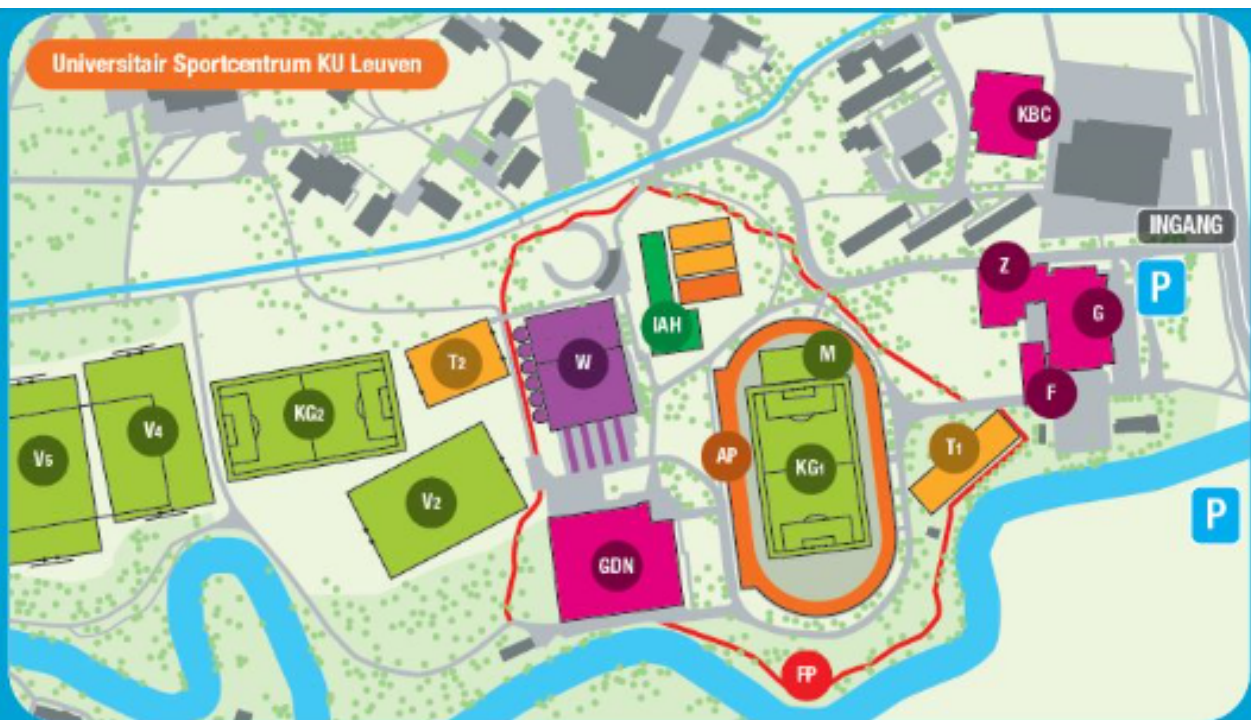 Universitair Sportcentrum KU Leuven
KBC
INGANG
Z
P
G
IAH
W
M
T2
F
KG2
V4
V5
AP
KG1
T1
V2
P
GDN
FP